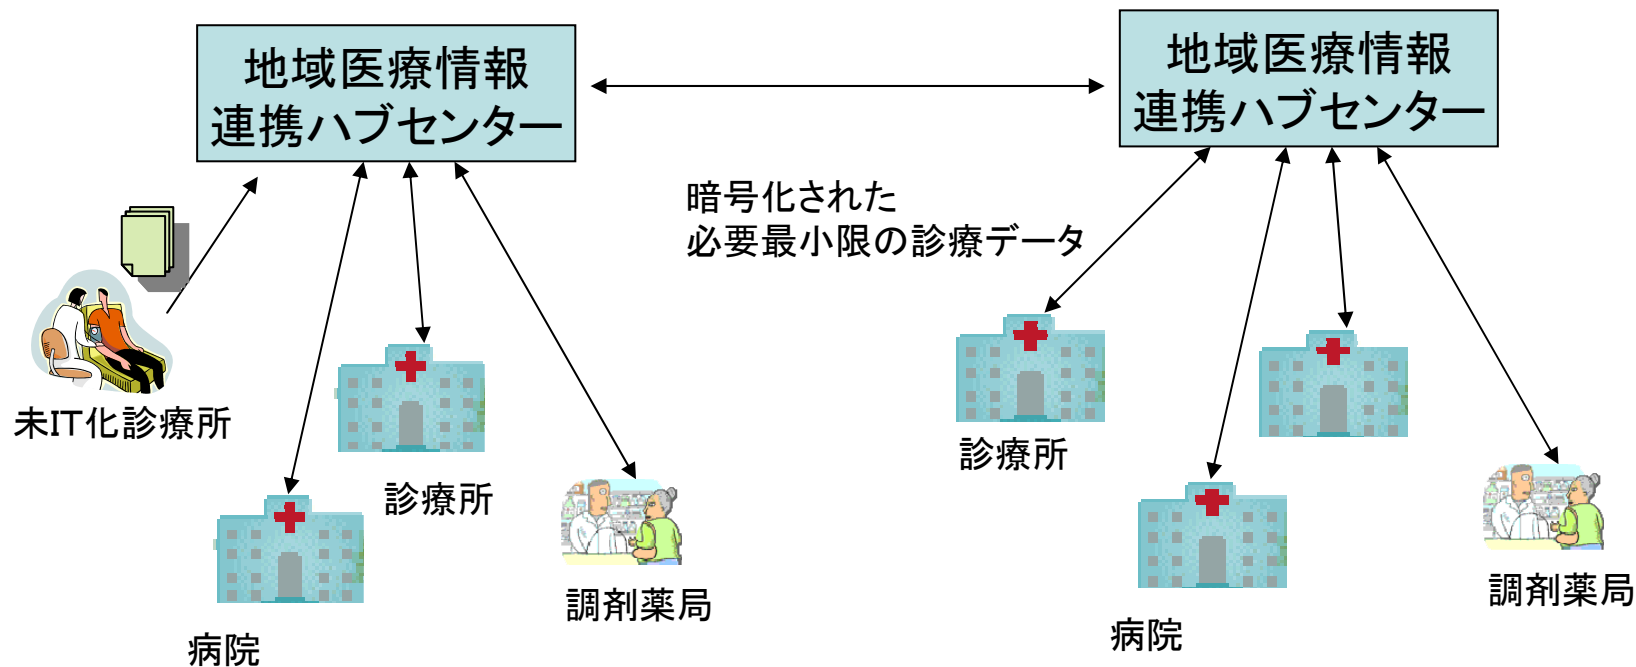 地域医療情報
連携ハブセンター
地域医療情報
連携ハブセンター
暗号化された
必要最小限の診療データ
未IT化診療所
診療所
診療所
調剤薬局
調剤薬局
病院
病院